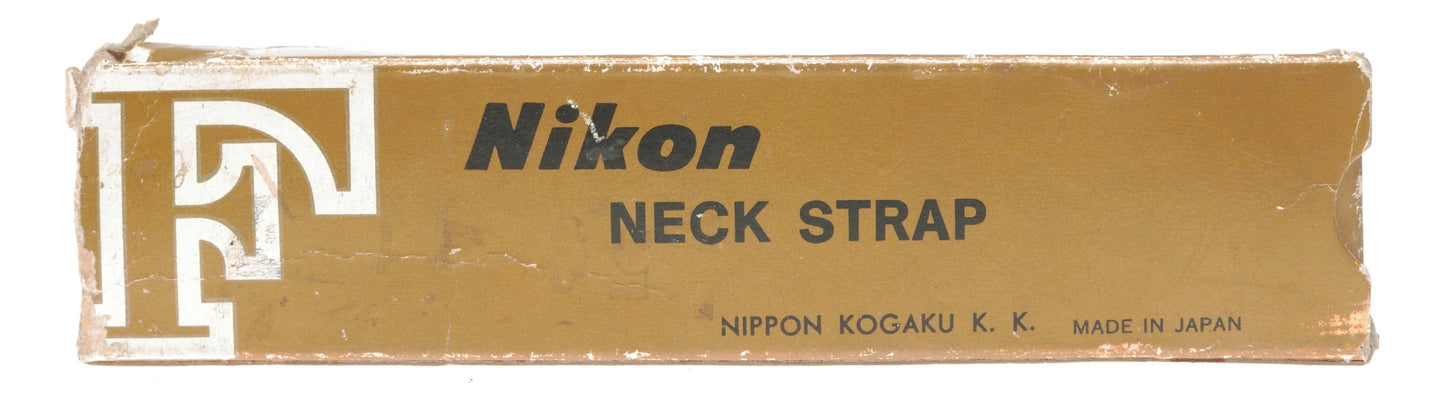 F
Nikon
NECK STRAP
NIPPON KOGAKU K. K. MADE IN JAPAN